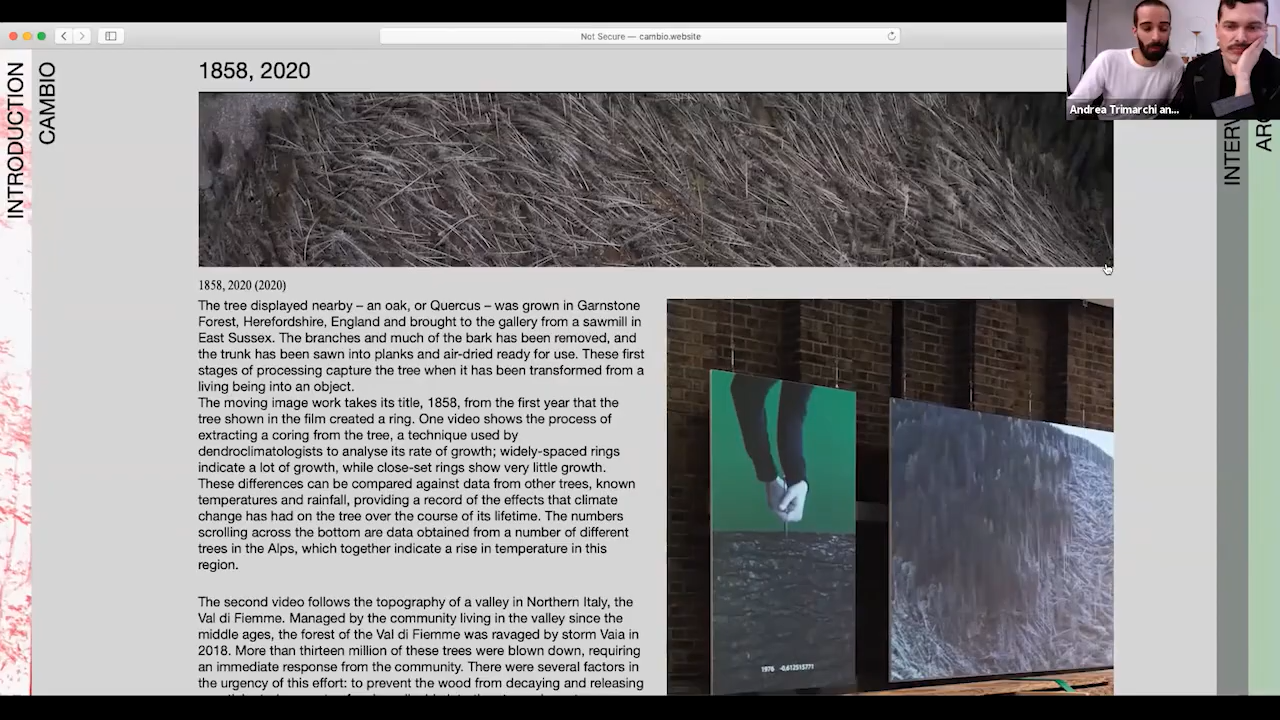 Not Secure — cambio.website
Andrea Trimarchi an...
INTRODUCTION
CAMBIO
1858, 2020
1858, 2020 (2020)
The tree displayed nearby – an oak, or Quercus – was grown in Garnstone
Forest, Herefordshire, England and brought to the gallery from a sawmill in
East Sussex. The branches and much of the bark has been removed, and
the trunk has been sawn into planks and air-dried ready for use. These first
stages of processing capture the tree when it has been transformed from a
living being into an object.
The moving image work takes its title, 1858, from the first year that the
tree shown in the film created a ring. One video shows the process of
extracting a coring from the tree, a technique used by
dendroclimatologists to analyse its rate of growth; widely-spaced rings
indicate a lot of growth, while close-set rings show very little growth.
These differences can be compared against data from other trees, known
temperatures and rainfall, providing a record of the effects that climate
change has had on the tree over the course of its lifetime. The numbers
scrolling across the bottom are data obtained from a number of different
trees in the Alps, which together indicate a rise in temperature in this
region.
The second video follows the topography of a valley in Northern Italy, the
Val di Fiemme. Managed by the community living in the valley since the
middle ages, the forest of the Val di Fiemme was ravaged by storm Vaia in
2018. More than thirteen million of these trees were blown down, requiring
an immediate response from the community. There were several factors in
the urgency of this effort: to prevent the wood from decaying and releasing
1976
INTERV
ARC